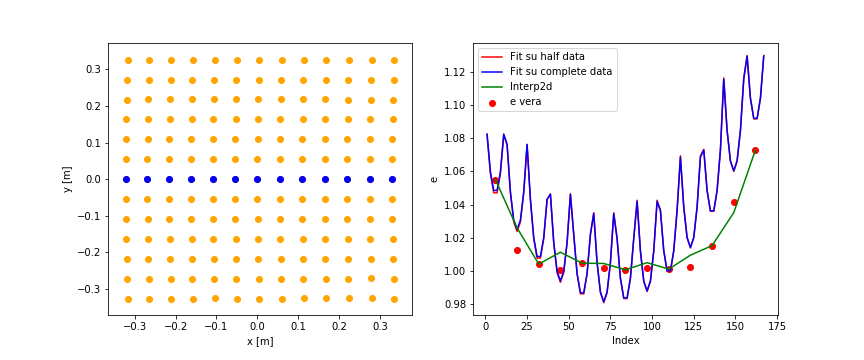 0.3
0.2
0.1
0.0
−0.1
−0.2
−0.3
y [m]
−0.3 −0.2 −0.1 0.0 0.1 0.2 0.3
x [m]
Fit su half data
Fit su complete data
Interp2d
e vera
1.12
1.10
1.08
1.06
1.04
1.02
1.00
0.98
e
0 25 50 75 100 125 150 175
Index